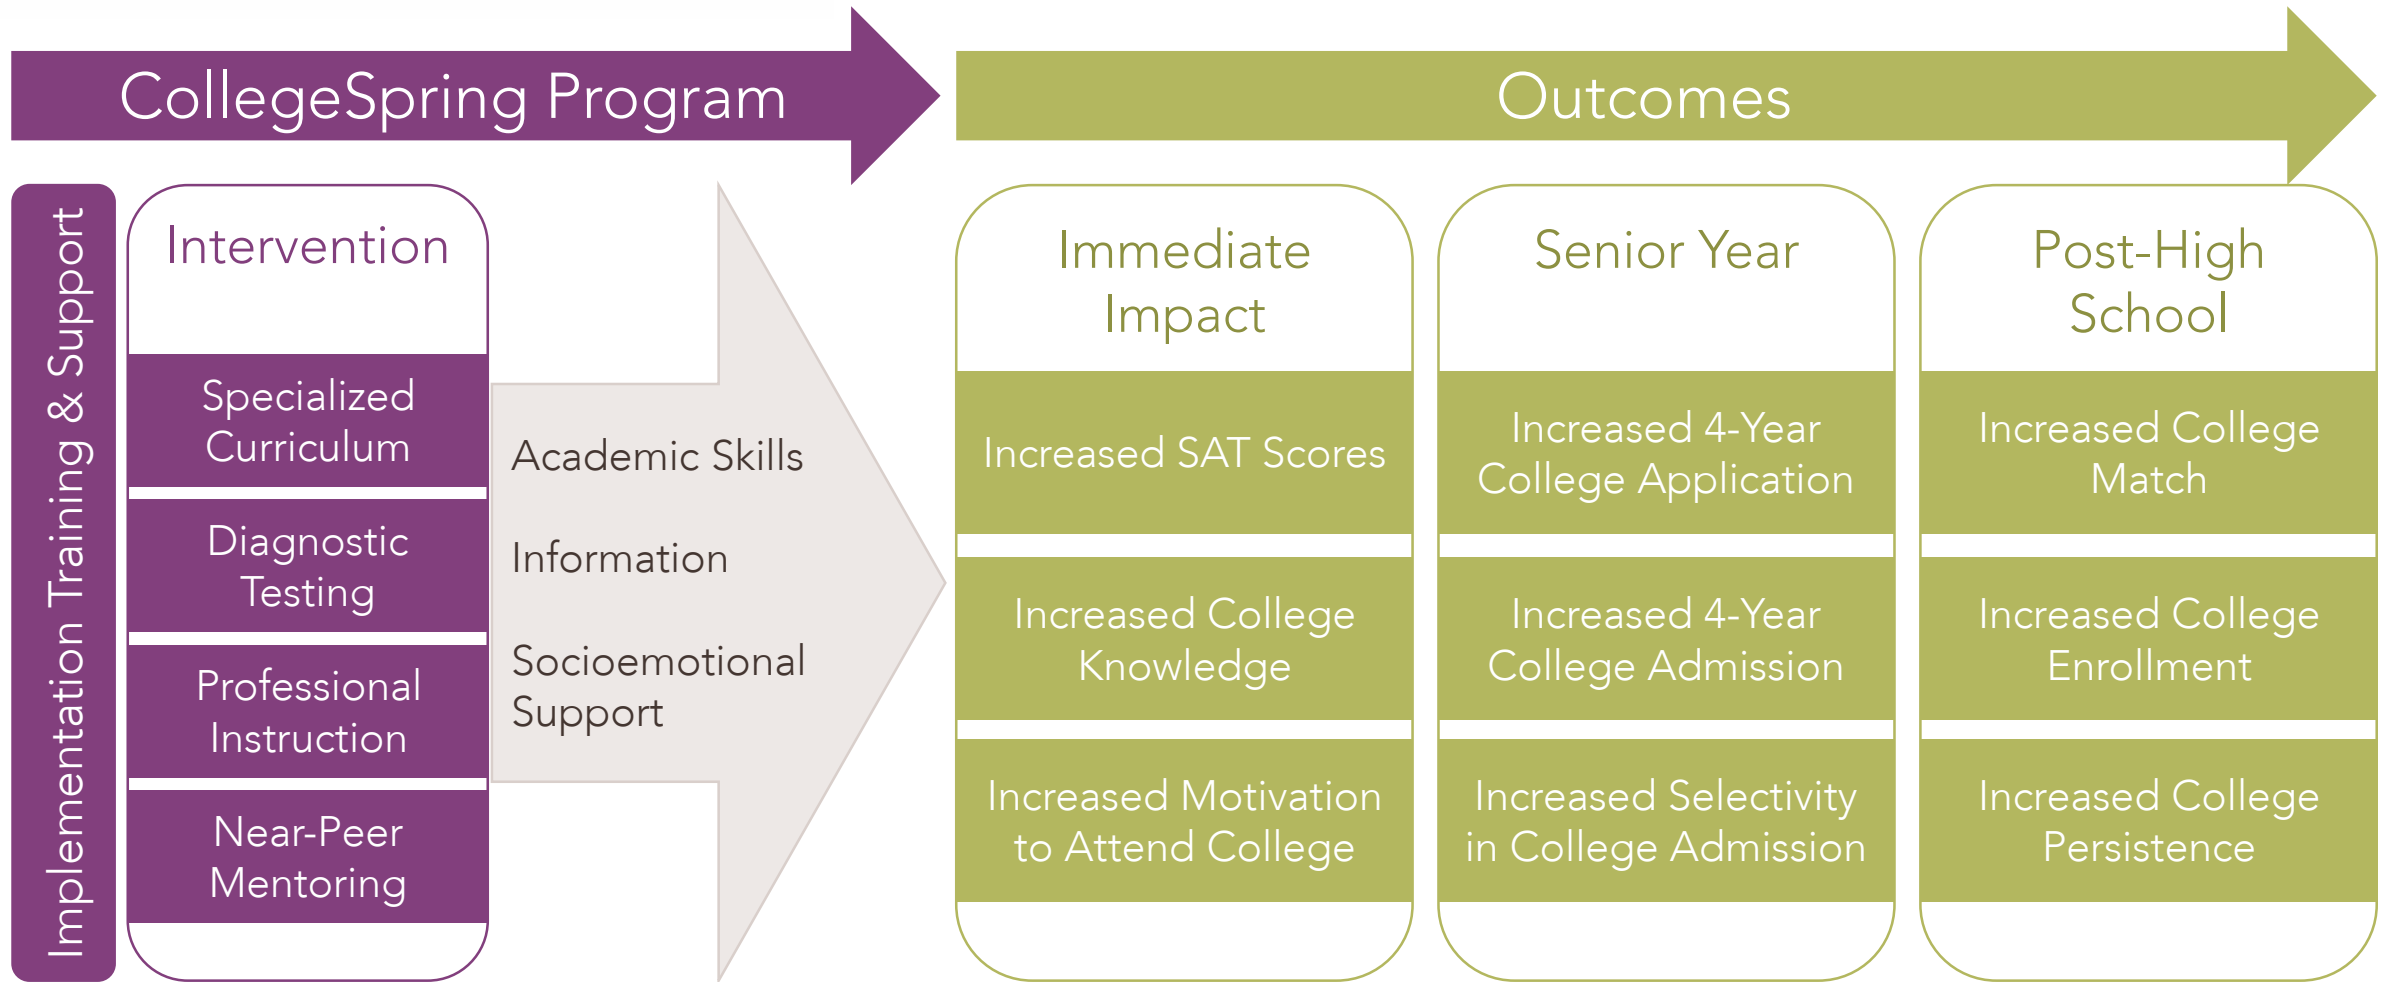 CollegeSpring Program
Outcomes
Implementation Training & Support
Intervention
Specialized
Curriculum
Diagnostic
Testing
Professional
Instruction
Near-Peer
Mentoring
Academic Skills
Information
Socioemotional
Support
Immediate
Impact
Increased SAT Scores
Increased College
Knowledge
Increased Motivation
to Attend College
Senior Year
Increased 4-Year
College Application
Increased 4-Year
College Admission
Increased Selectivity
in College Admission
Post-High
School
Increased College
Match
Increased College
Enrollment
Increased College
Persistence